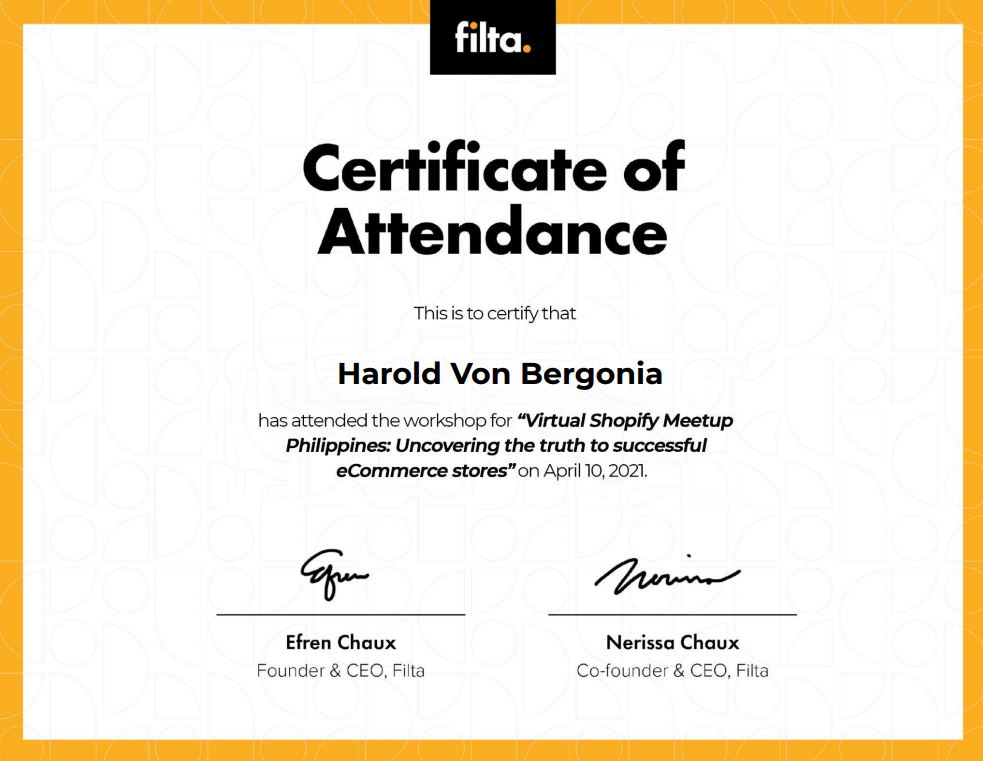 filta.
Certificate of
Attendance
This is to certify that
Harold Von Bergonia
has attended the workshop for “Virtual Shopify Meetup
Philippines: Uncovering the truth to successful
eCommerce stores” on April 10, 2021.
Efren
Nerissa
Efren Chaux
Nerissa Chaux
Founder & CEO, Filta
Co-founder & CEO, Filta